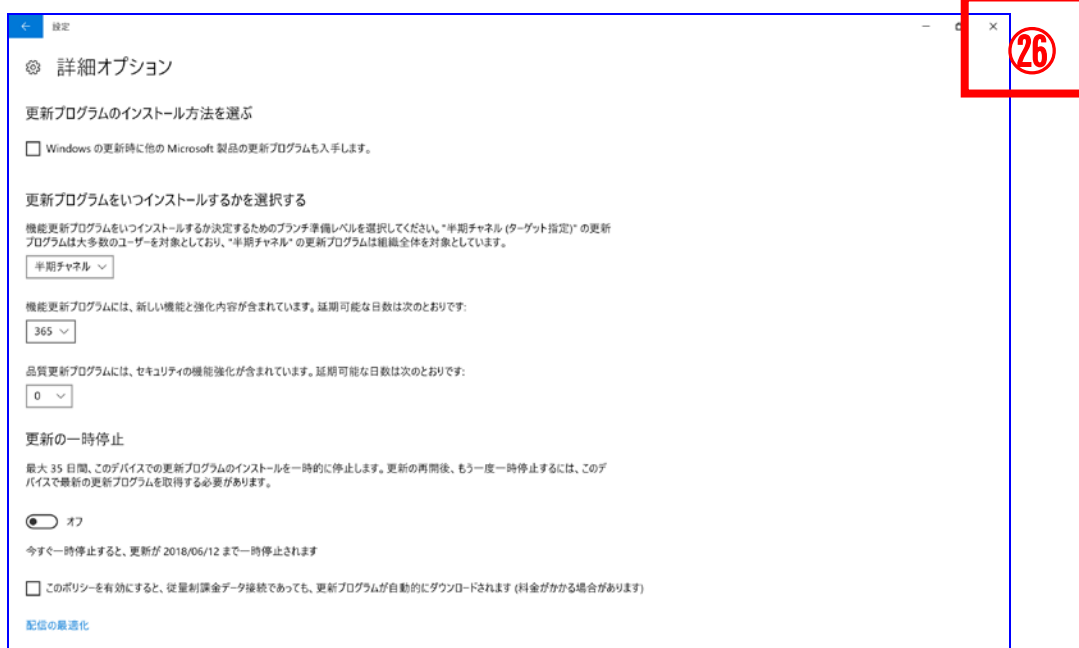 設定
㉖
詳細オプション
更新プログラムのインストール方法を選ぶ
Windows の更新時に他の Microsoft 製品の更新プログラムも入手します。
更新プログラムをいつインストールするかを選択する
機能更新プログラムをいつインストールするか決定するためのブランチ準備レベルを選択してください。"半期チャネル (ターゲット指定)" の更新
プログラムは大多数のユーザーを対象としており、"半期チャネル" の更新プログラムは組織全体を対象としています。
半期チャネル
機能更新プログラムには、新しい機能と強化内容が含まれています。延期可能な日数は次のとおりです:
365
品質更新プログラムには、セキュリティの機能強化が含まれています。延期可能な日数は次のとおりです:
0
更新の一時停止
最大 35 日間、このデバイスでの更新プログラムのインストールを一時的に停止します。更新の再開後、もう一度一時停止するには、このデ
バイスで最新の更新プログラムを取得する必要があります。
オフ
今すぐ一時停止すると、更新が 2018/06/12 まで一時停止されます
このポリシーを有効にすると、従量制課金データ接続であっても、更新プログラムが自動的にダウンロードされます (料金がかかる場合があります)
配信の最適化